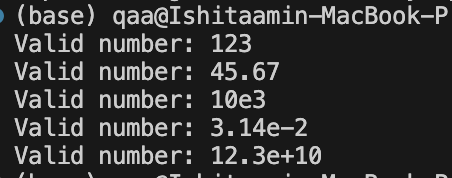 (base) qaa@Ishitaamin-MacBook-P
Valid number: 123
Valid number: 45.67
Valid number: 10e3
Valid number: 3.14e-2
Valid number: 12.3e+10